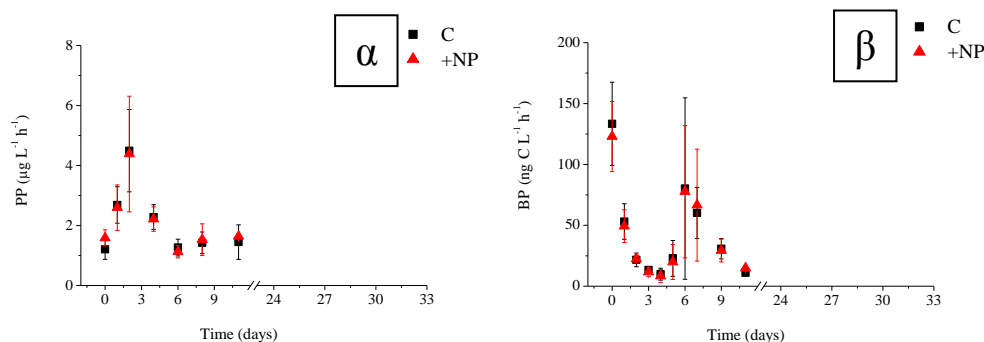 α
C
+NP
8
6
4
2
0
PP (µg L⁻¹ h⁻¹)
0 3 6 9 24 27 30 33
Time (days)
β
C
+NP
200
150
100
50
0
BP (ng C L⁻¹ h⁻¹)
0 3 6 9 24 27 30 33
Time (days)